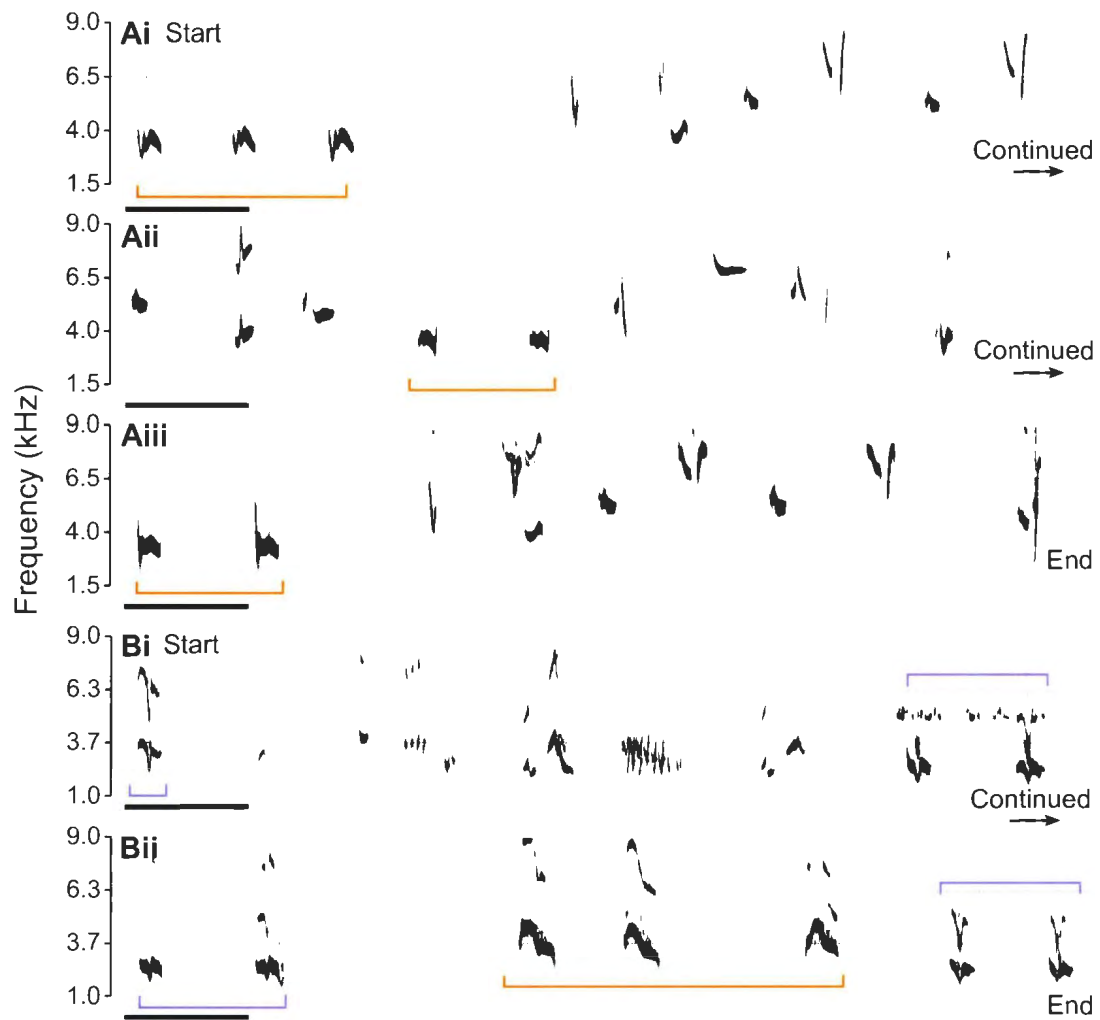 Frequency (kHz)
9.0
Ai Start
6.5
4.0
Continued
1.5
9.0
Aii
6.5
4.0
Continued
1.5
9.0
Aiii
6.5
4.0
End
1.5
9.0
Bi Start
6.3
3.7
Continued
1.0
9.0
Bii
6.3
3.7
1.0
End